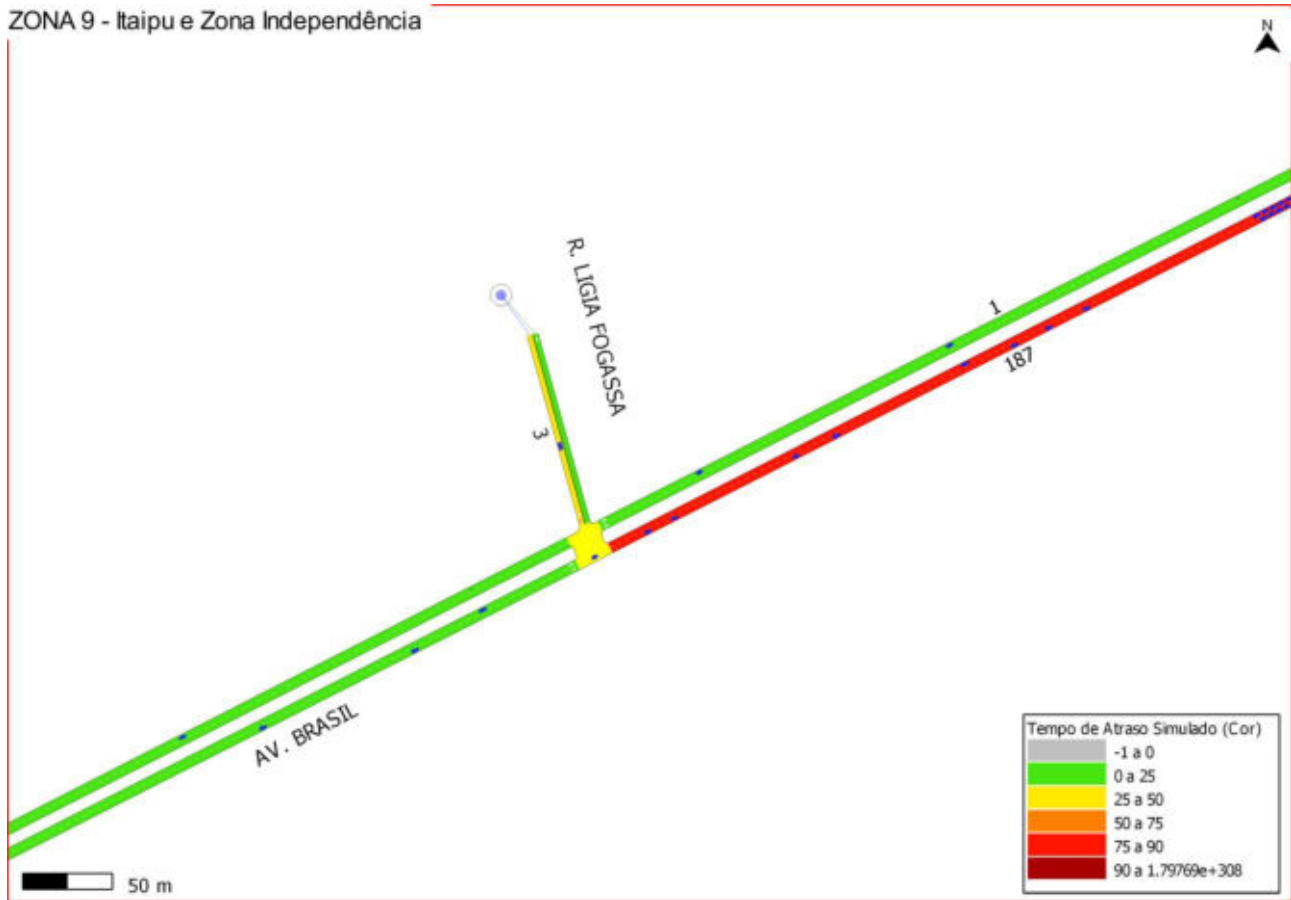 ZONA 9 - Itaipu e Zona Independência
N
R. LIGIA FOGASSA
1
187
3
AV. BRASIL
Tempo de Atraso Simulado (Cor)
-1 a 0
0 a 25
25 a 50
50 a 75
75 a 90
90 a 1.79769e+308
50 m